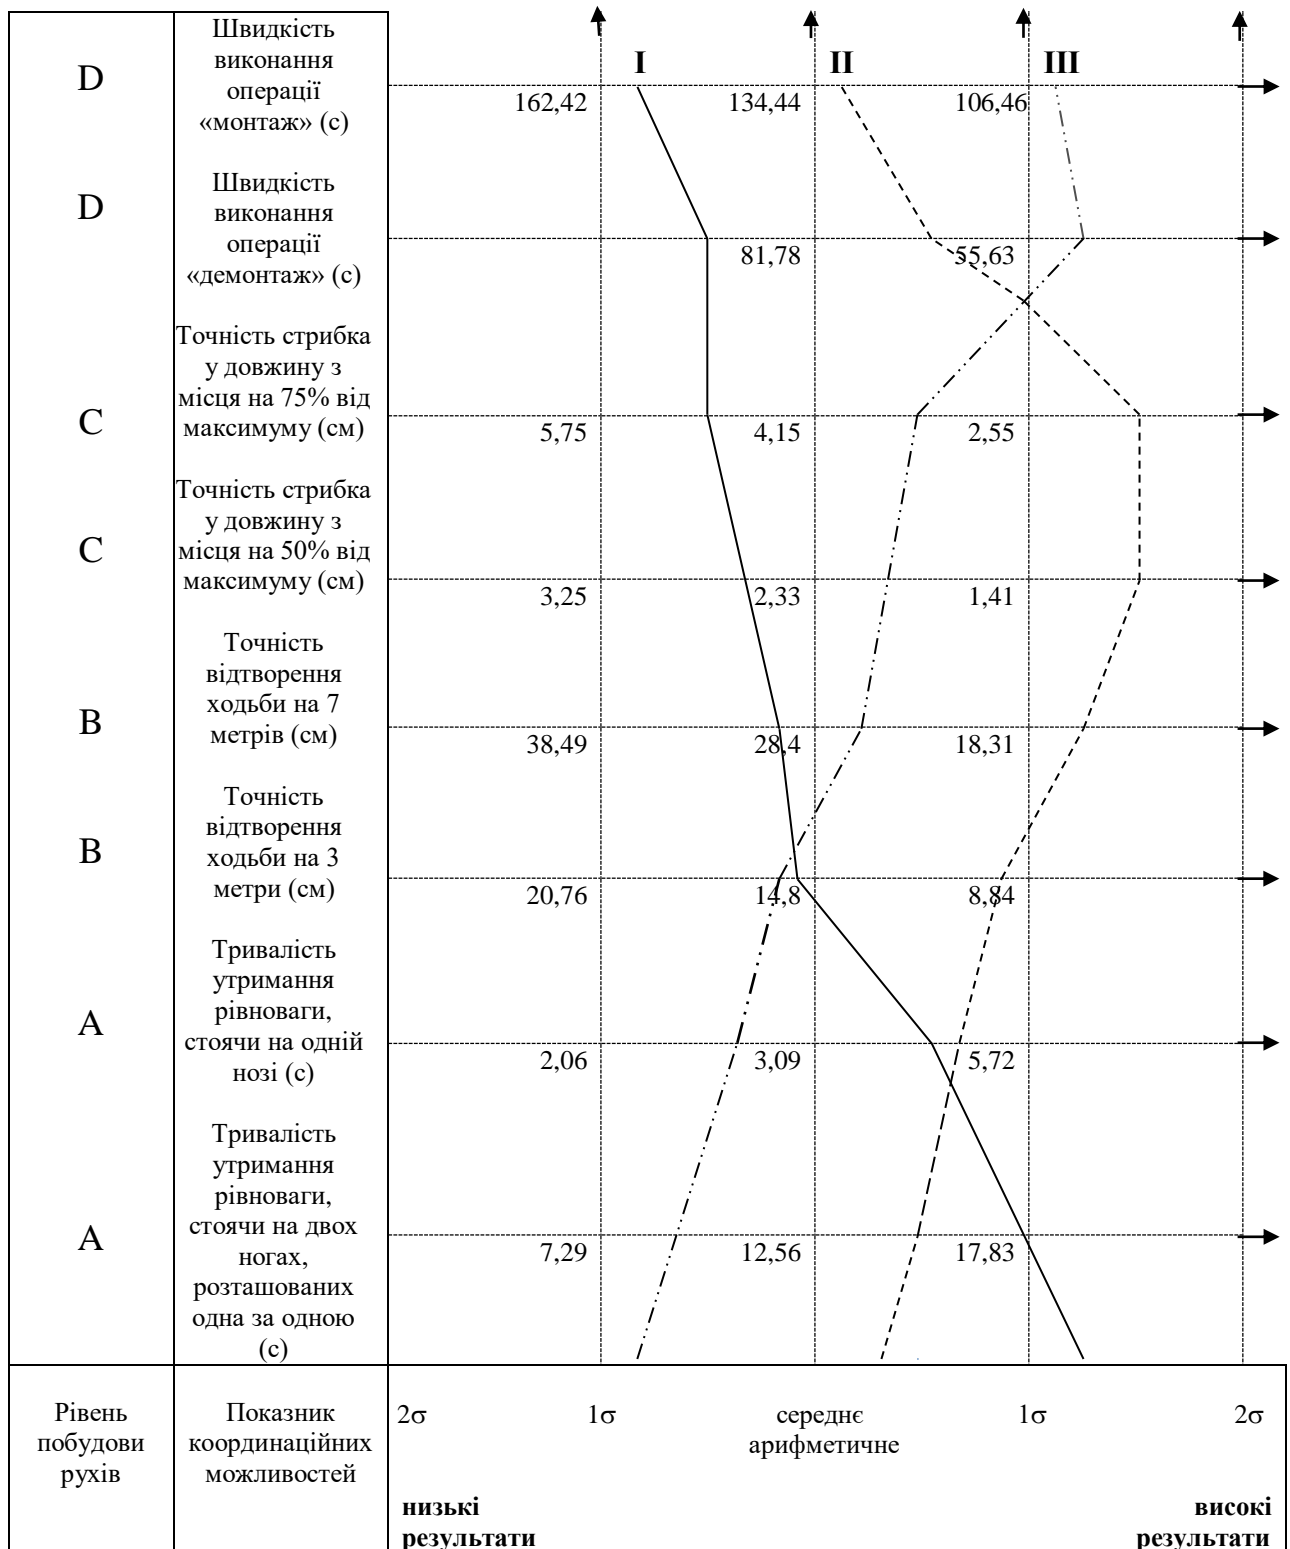 D
Швидкість
виконання
операції
«монтаж» (с)
I
II
III
162,42
134,44
106,46
D
Швидкість
виконання
операції
«демонтаж» (с)
81,78
55,63
C
Точність стрибка
у довжину з
місця на 75% від
максимуму (см)
5,75
4,15
2,55
C
Точність стрибка
у довжину з
місця на 50% від
максимуму (см)
3,25
2,33
1,41
B
Точність
відтворення
ходьби на 7
метрів (см)
38,49
28,4
18,31
B
Точність
відтворення
ходьби на 3
метри (см)
20,76
14,8
8,84
A
Тривалість
утримання
рівноваги,
стоячи на одній
нозі (с)
2,06
3,09
5,72
A
Тривалість
утримання
рівноваги,
стоячи на двох
ногах,
розташованих
одна за одною
(с)
7,29
12,56
17,83
Рівень
побудови
рухів
Показник
координаційних
можливостей
2σ
1σ
середнє
арифметичне
1σ
2σ
низькі
результати
високі
результати